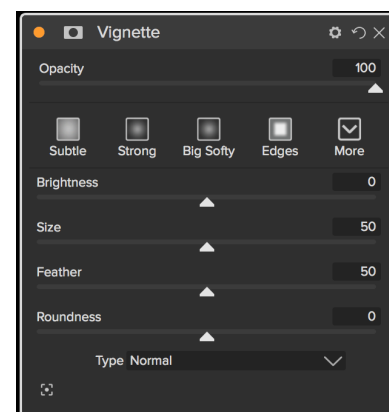 Vignette
Opacity 100
Subtle Strong Big Softy Edges More
Brightness 0
Size 50
Feather 50
Roundness 0
Type Normal